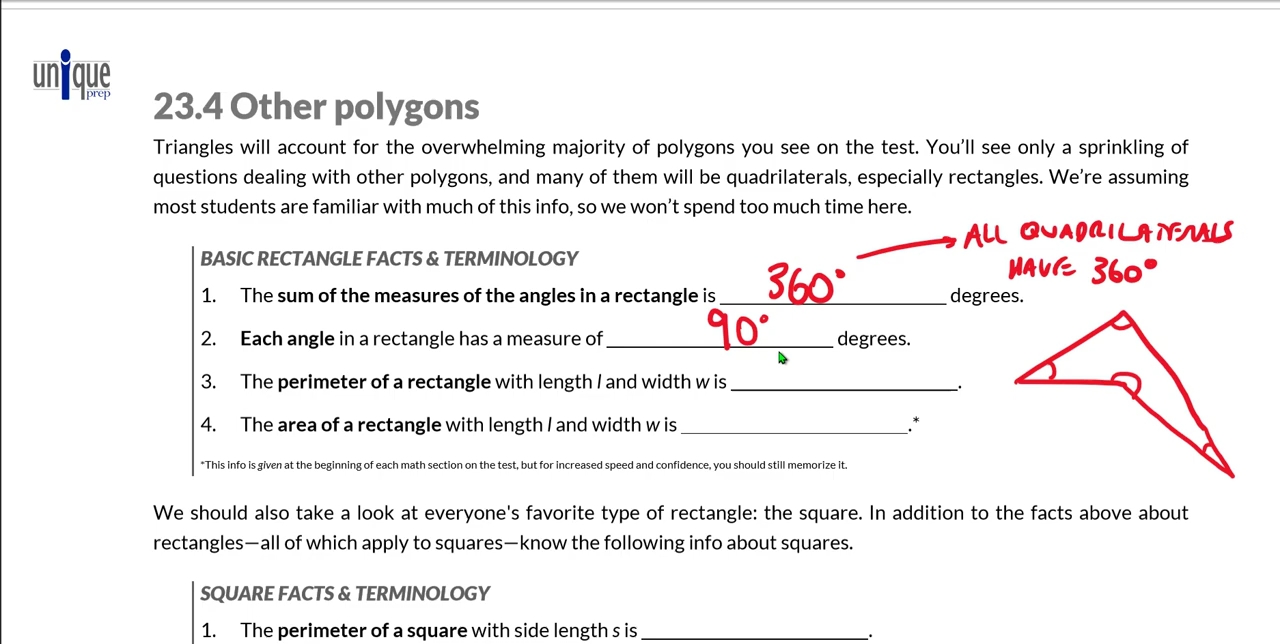 unique
prep
23.4 Other polygons
Triangles will account for the overwhelming majority of polygons you see on the test. You'll see only a sprinkling of
questions dealing with other polygons, and many of them will be quadrilaterals, especially rectangles. We're assuming
most students are familiar with much of this info, so we won't spend too much time here.
ALL QUADRILATERALS
HAVE 360°
BASIC RECTANGLE FACTS & TERMINOLOGY
1. The sum of the measures of the angles in a rectangle is 360° degrees.
2. Each angle in a rectangle has a measure of 90° degrees.
3. The perimeter of a rectangle with length l and width w is ____________________.
4. The area of a rectangle with length l and width w is ____________________.*
*This info is given at the beginning of each math section on the test, but for increased speed and confidence, you should still memorize it.
We should also take a look at everyone's favorite type of rectangle: the square. In addition to the facts above about
rectangles—all of which apply to squares—know the following info about squares.
SQUARE FACTS & TERMINOLOGY
1. The perimeter of a square with side length s is ____________________.